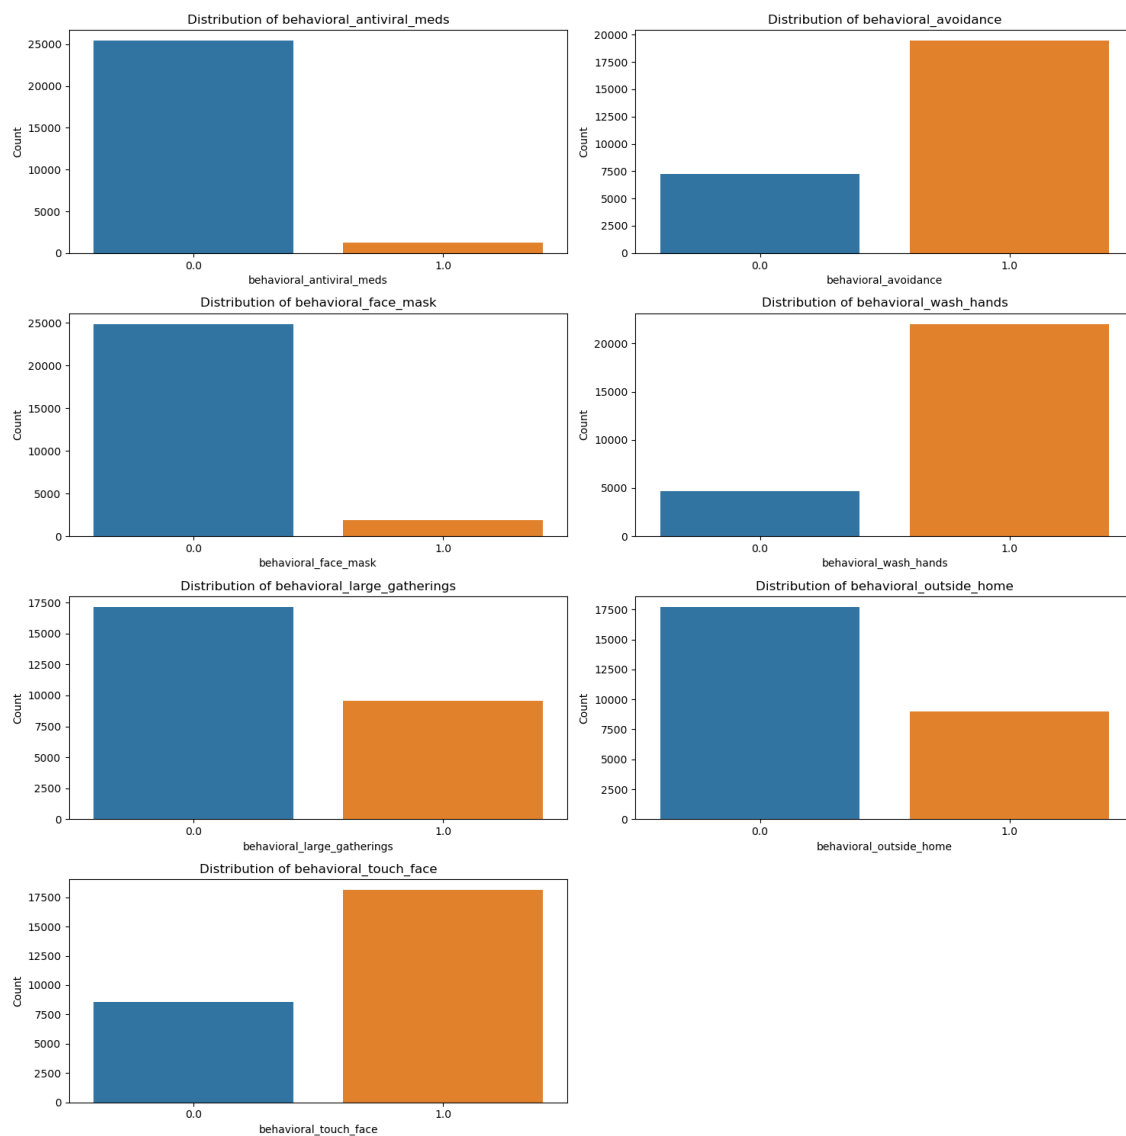 Distribution of behavioral_antiviral_meds
25000
20000
15000
10000
5000
0
Count
0.0 1.0
behavioral_antiviral_meds
Distribution of behavioral_avoidance
20000
17500
15000
12500
10000
7500
5000
2500
0
Count
0.0 1.0
behavioral_avoidance
Distribution of behavioral_face_mask
25000
20000
15000
10000
5000
0
Count
0.0 1.0
behavioral_face_mask
Distribution of behavioral_wash_hands
20000
15000
10000
5000
0
Count
0.0 1.0
behavioral_wash_hands
Distribution of behavioral_large_gatherings
17500
15000
12500
10000
7500
5000
2500
0
Count
0.0 1.0
behavioral_large_gatherings
Distribution of behavioral_outside_home
17500
15000
12500
10000
7500
5000
2500
0
Count
0.0 1.0
behavioral_outside_home
Distribution of behavioral_touch_face
17500
15000
12500
10000
7500
5000
2500
0
Count
0.0 1.0
behavioral_touch_face